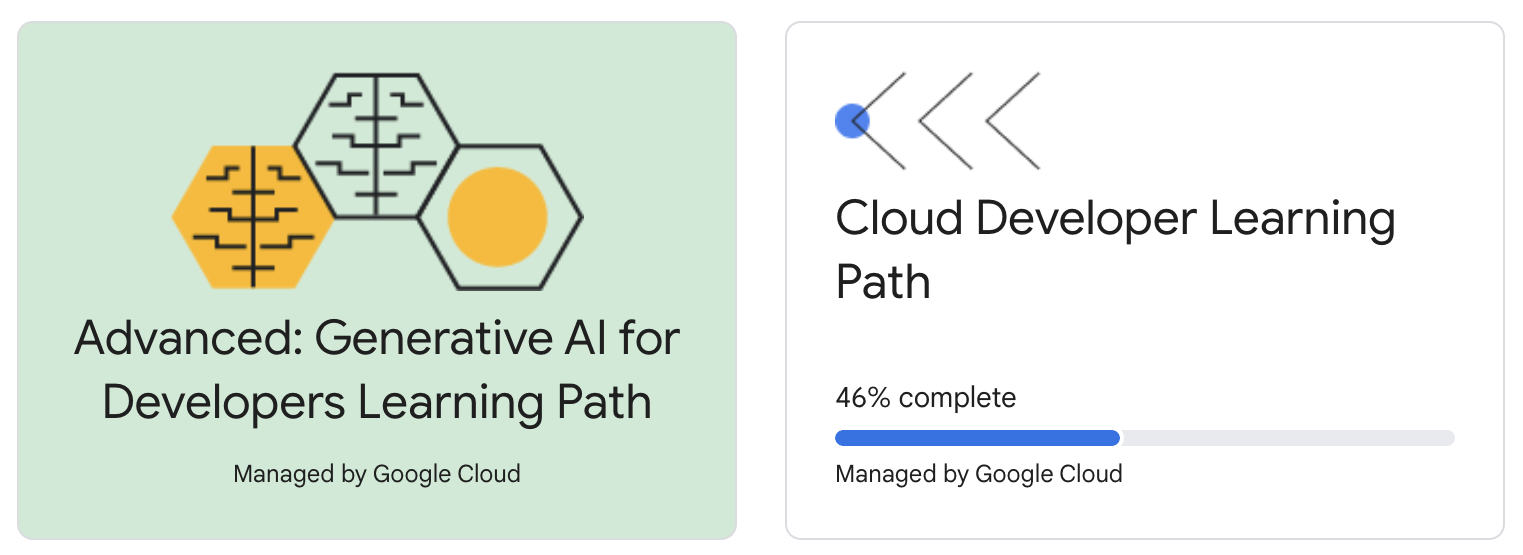 Advanced: Generative AI for
Developers Learning Path
Managed by Google Cloud
Cloud Developer Learning
Path
46% complete
Managed by Google Cloud